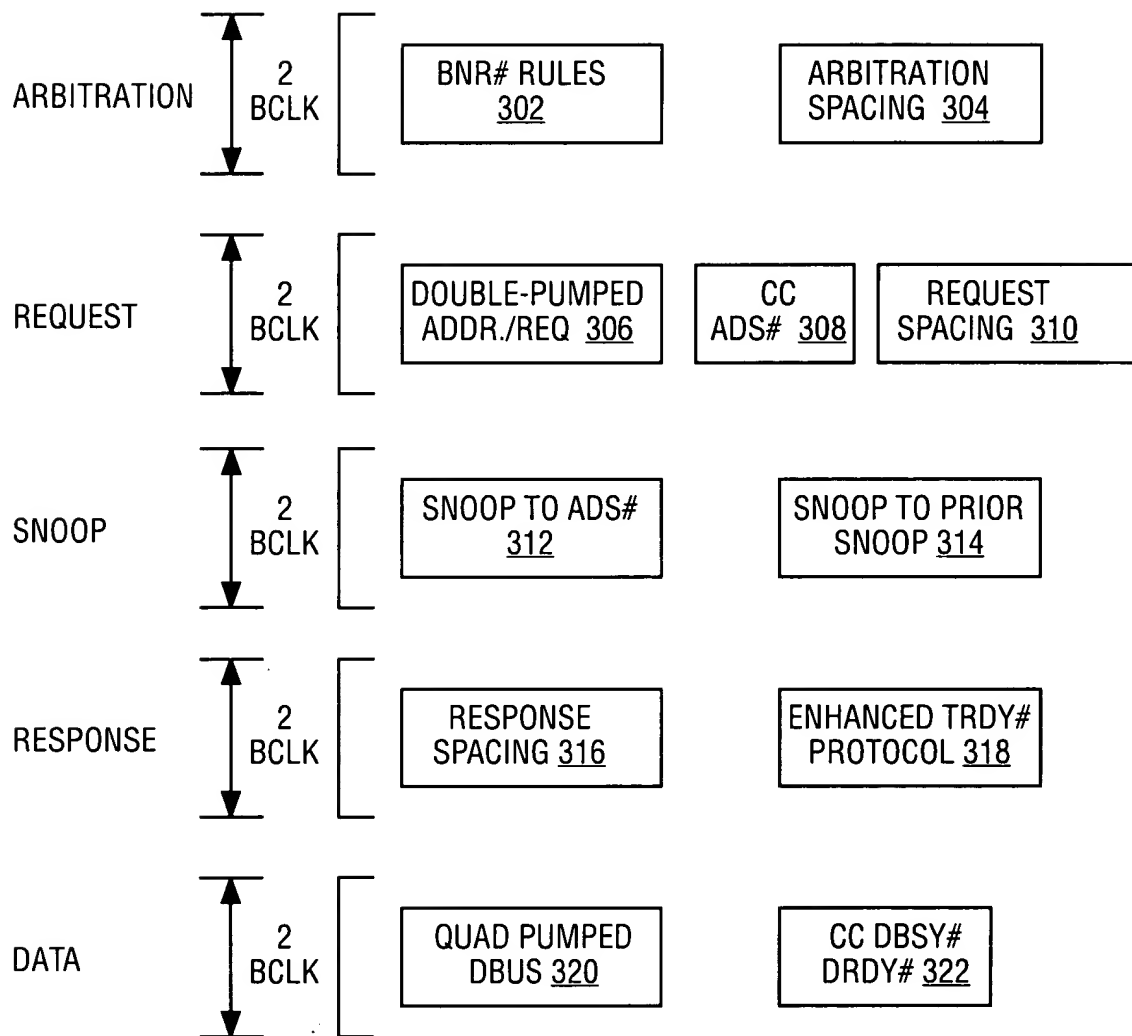 ARBITRATION
2
BCLK
BNR# RULES
302
ARBITRATION
SPACING 304
REQUEST
2
BCLK
DOUBLE-PUMPED
ADDR./REQ 306
CC
ADS# 308
REQUEST
SPACING 310
SNOOP
2
BCLK
SNOOP TO ADS#
312
SNOOP TO PRIOR
SNOOP 314
RESPONSE
2
BCLK
RESPONSE
SPACING 316
ENHANCED TRDY#
PROTOCOL 318
DATA
2
BCLK
QUAD PUMPED
DBUS 320
CC DBSY#
DRDY# 322